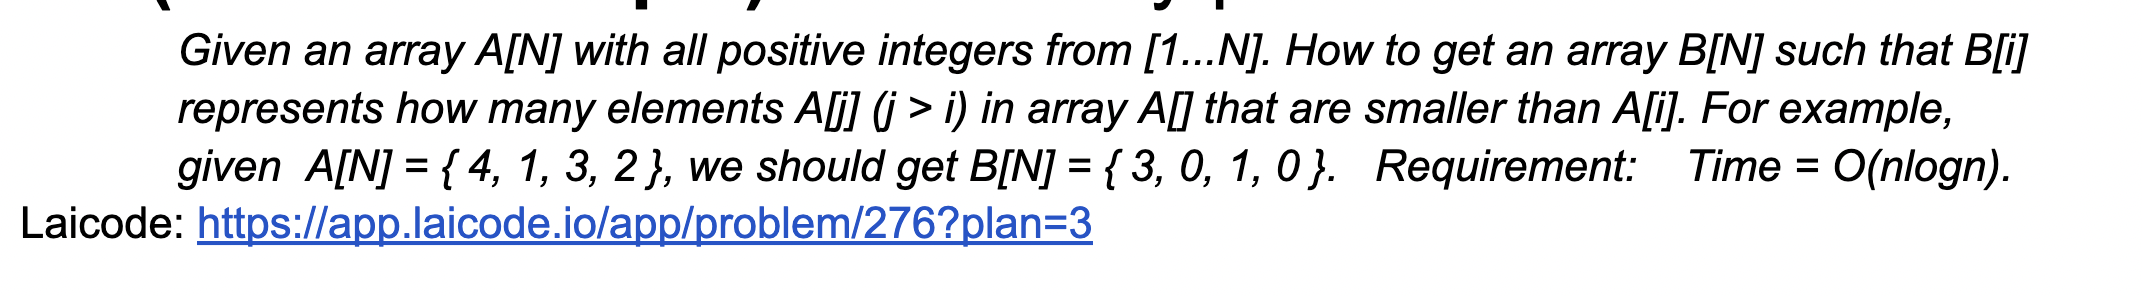 Given an array A[N] with all positive integers from [1...N]. How to get an array B[N] such that B[i]
represents how many elements A[j] (j > i) in array A[] that are smaller than A[i]. For example,
given  A[N] = { 4, 1, 3, 2 }, we should get B[N] = { 3, 0, 1, 0 }.   Requirement:    Time = O(nlogn).
Laicode: https://app.laicode.io/app/problem/276?plan=3